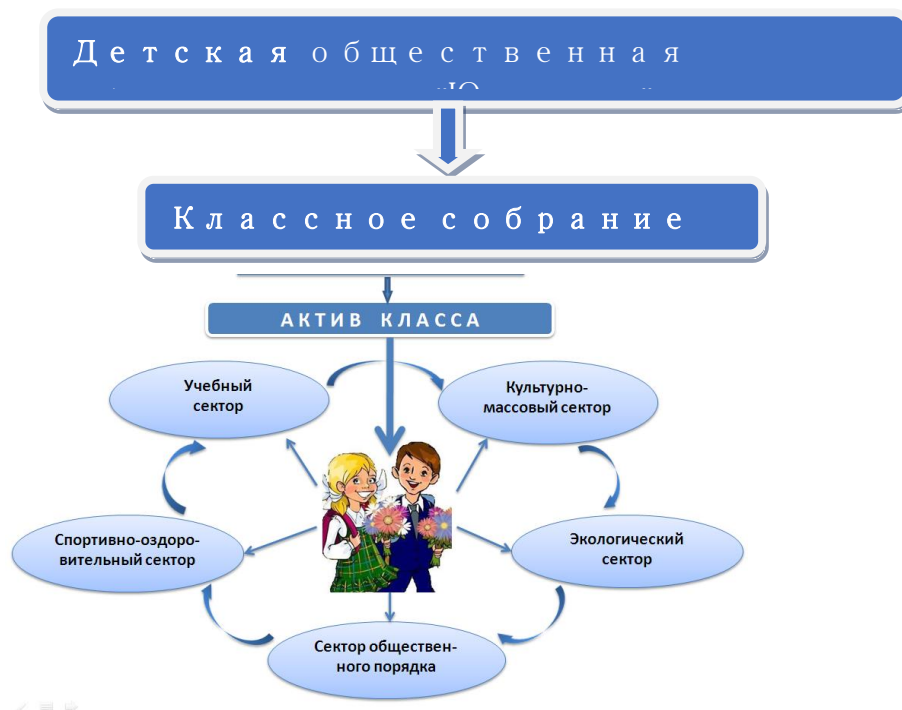 Детская общественная
Классное собрание
АКТИВ КЛАССА
Учебный
сектор
Культурно-
массовый сектор
Спортивно-оздоро-
вительный сектор
Экологический
сектор
Сектор обществен-
ного порядка